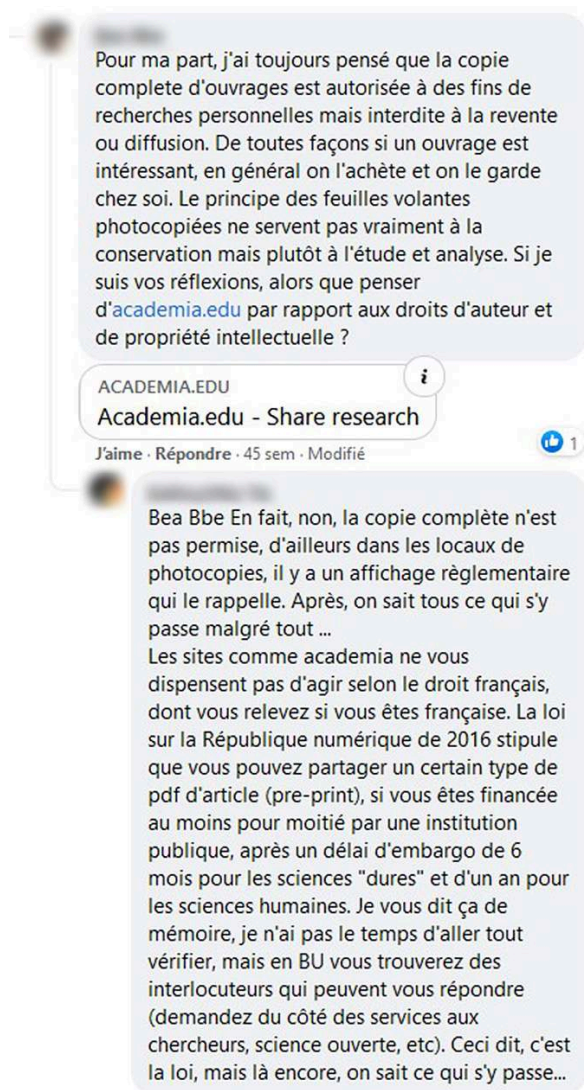 Pour ma part, j'ai toujours pensé que la copie
complete d'ouvrages est autorisée à des fins de
recherches personnelles mais interdite à la revente
ou diffusion. De toutes façons si un ouvrage est
intéressant, en général on l'achète et on le garde
chez soi. Le principe des feuilles volantes
photocopiées ne servent pas vraiment à la
conservation mais plutôt à l'étude et analyse. Si je
suis vos réflexions, alors que penser
d'academia.edu par rapport aux droits d'auteur et
de propriété intellectuelle ?
i
ACADEMIA.EDU
Academia.edu - Share research
J'aime · Répondre · 45 sem · Modifié
1
Bea Bbe En fait, non, la copie complète n'est
pas permise, d'ailleurs dans les locaux de
photocopies, il y a un affichage règlementaire
qui le rappelle. Après, on sait tous ce qui s'y
passe malgré tout ...
Les sites comme academia ne vous
dispensent pas d'agir selon le droit français,
dont vous relevez si vous êtes française. La loi
sur la République numérique de 2016 stipule
que vous pouvez partager un certain type de
pdf d'article (pre-print), si vous êtes financée
au moins pour moitié par une institution
publique, après un délai d'embargo de 6
mois pour les sciences "dures" et d'un an pour
les sciences humaines. Je vous dit ça de
mémoire, je n'ai pas le temps d'aller tout
vérifier, mais en BU vous trouverez des
interlocuteurs qui peuvent vous répondre
(demandez du côté des services aux
chercheurs, science ouverte, etc). Ceci dit, c'est
la loi, mais là encore, on sait ce qui s'y passe...